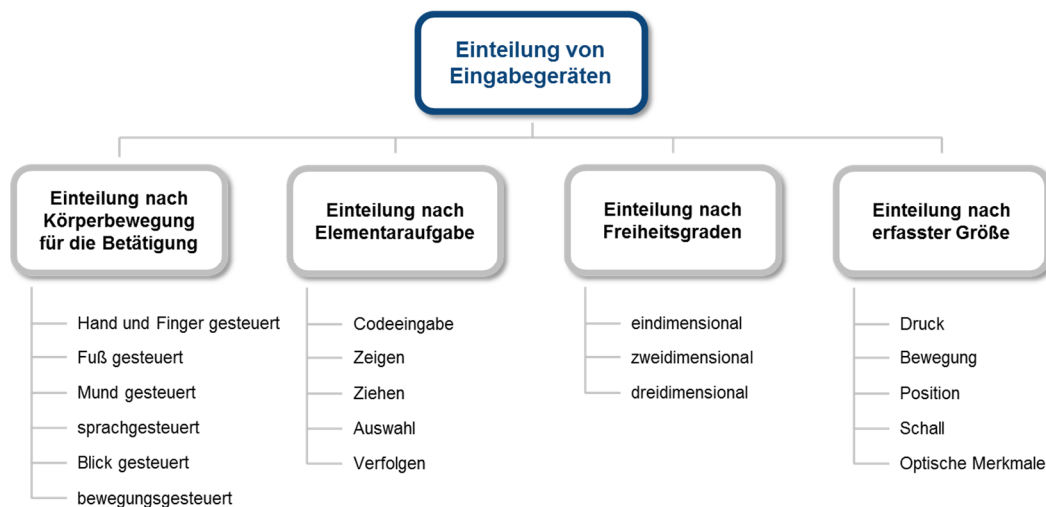 Einteilung von
Eingabegeräten
Einteilung nach
Körperbewegung
für die Betätigung
Hand und Finger gesteuert
Fuß gesteuert
Mund gesteuert
sprachgesteuert
Blick gesteuert
bewegungsgesteuert
Einteilung nach
Elementaraufgabe
Codeeingabe
Zeigen
Ziehen
Auswahl
Verfolgen
Einteilung nach
Freiheitsgraden
eindimensional
zweidimensional
dreidimensional
Einteilung nach
erfasster Größe
Druck
Bewegung
Position
Schall
Optische Merkmale